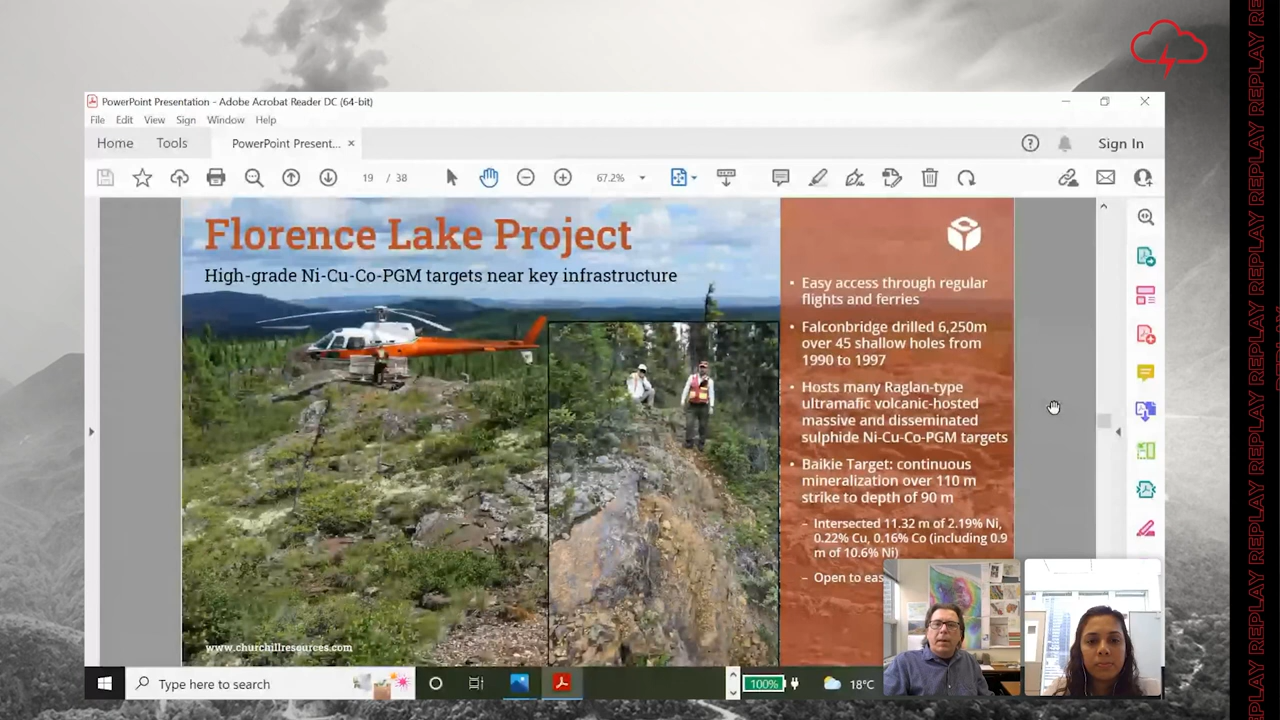 PowerPoint Presentation - Adobe Acrobat Reader DC (64-bit)
File Edit View Sign Window Help
Home Tools PowerPoint Present... × Sign In
19 / 38 67.2%
Florence Lake Project
High-grade Ni-Cu-Co-PGM targets near key infrastructure
• Easy access through regular
flights and ferries
• Falconbridge drilled 6,250m
over 45 shallow holes from
1990 to 1997
• Hosts many Raglan-type
ultramafic volcanic-hosted
massive and disseminated
sulphide Ni-Cu-Co-PGM targets
• Baikie Target: continuous
mineralization over 110 m
strike to depth of 90 m
– Intersected 11.32 m of 2.19% Ni,
0.22% Cu, 0.16% Co (including 0.9
m of 10.6% Ni)
– Open to eas
www.churchillresources.com
Type here to search
100% 18°C
REPLAY REPLAY REPLAY REPLAY REPLAY REPLAY REPLAY REPLAY